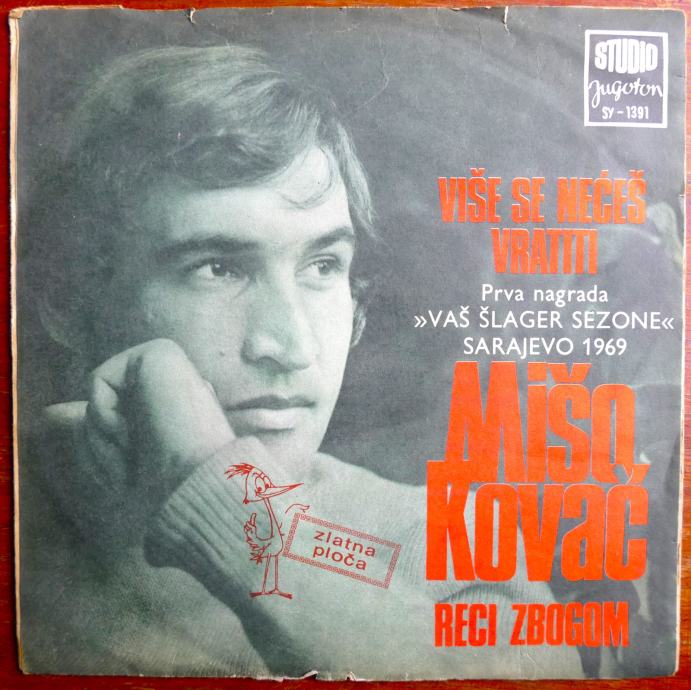 STUDIO
Jugoton
SY-1391
VIŠE SE NEĆEŠ
VRATITI
Prva nagrada
»VAŠ ŠLAGER SEZONE«
SARAJEVO 1969
Mišo
Kovač
zlatna
ploča
RECI ZBOGOM